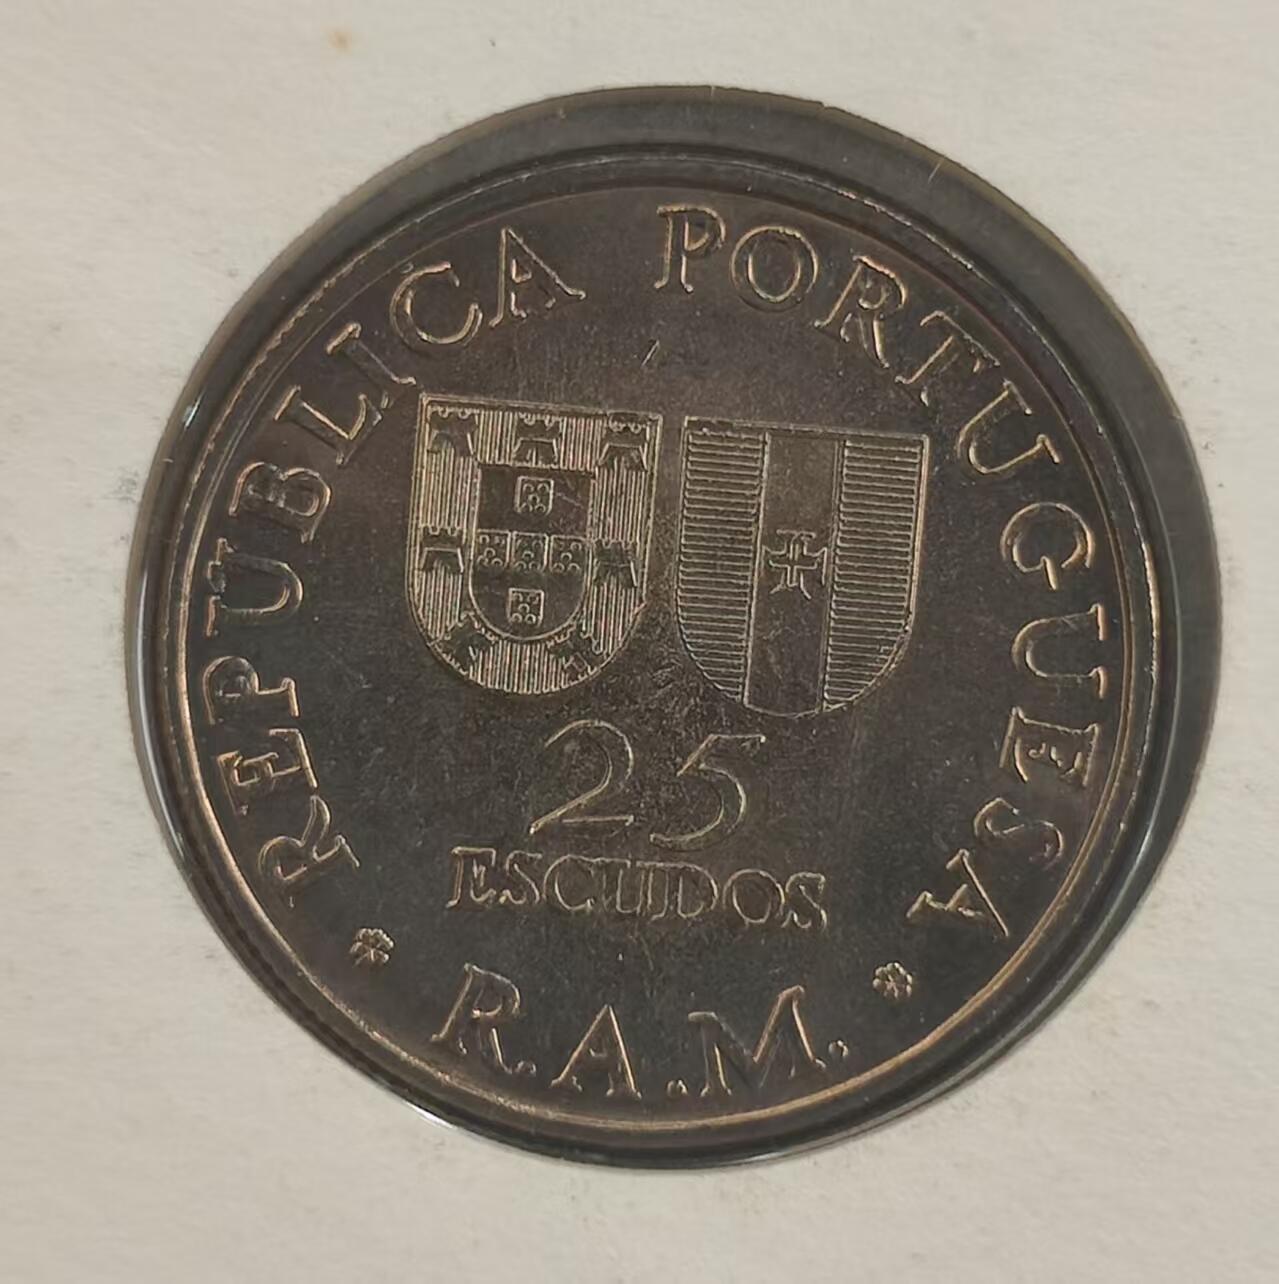 REPUBLICA PORTUGUESA
25
ESCUDOS
* R.A.M. *